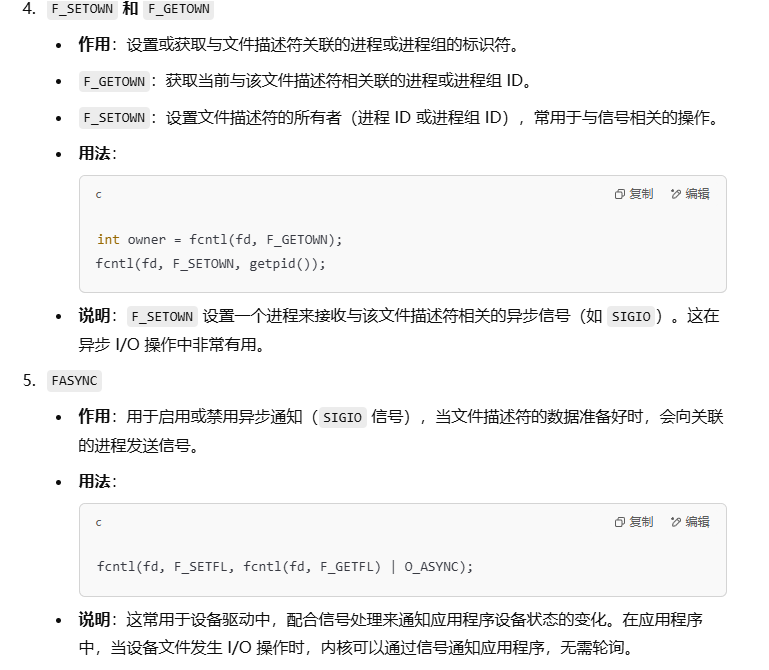 4. F_SETOWN 和 F_GETOWN
• 作用：设置或获取与文件描述符关联的进程或进程组的标识符。
• F_GETOWN：获取当前与该文件描述符相关联的进程或进程组 ID。
• F_SETOWN：设置文件描述符的所有者（进程 ID 或进程组 ID），常用于与信号相关的操作。
• 用法：
c 复制 编辑
int owner = fcntl(fd, F_GETOWN);
fcntl(fd, F_SETOWN, getpid());
• 说明：F_SETOWN 设置一个进程来接收与该文件描述符相关的异步信号（如 SIGIO）。这在
异步 I/O 操作中非常有用。
5. FASYNC
• 作用：用于启用或禁用异步通知（SIGIO 信号），当文件描述符的数据准备好时，会向关联
的进程发送信号。
• 用法：
c 复制 编辑
fcntl(fd, F_SETFL, fcntl(fd, F_GETFL) | O_ASYNC);
• 说明：这常用于设备驱动中，配合信号处理来通知应用程序设备状态的变化。在应用程序
中，当设备文件发生 I/O 操作时，内核可以通过信号通知应用程序，无需轮询。